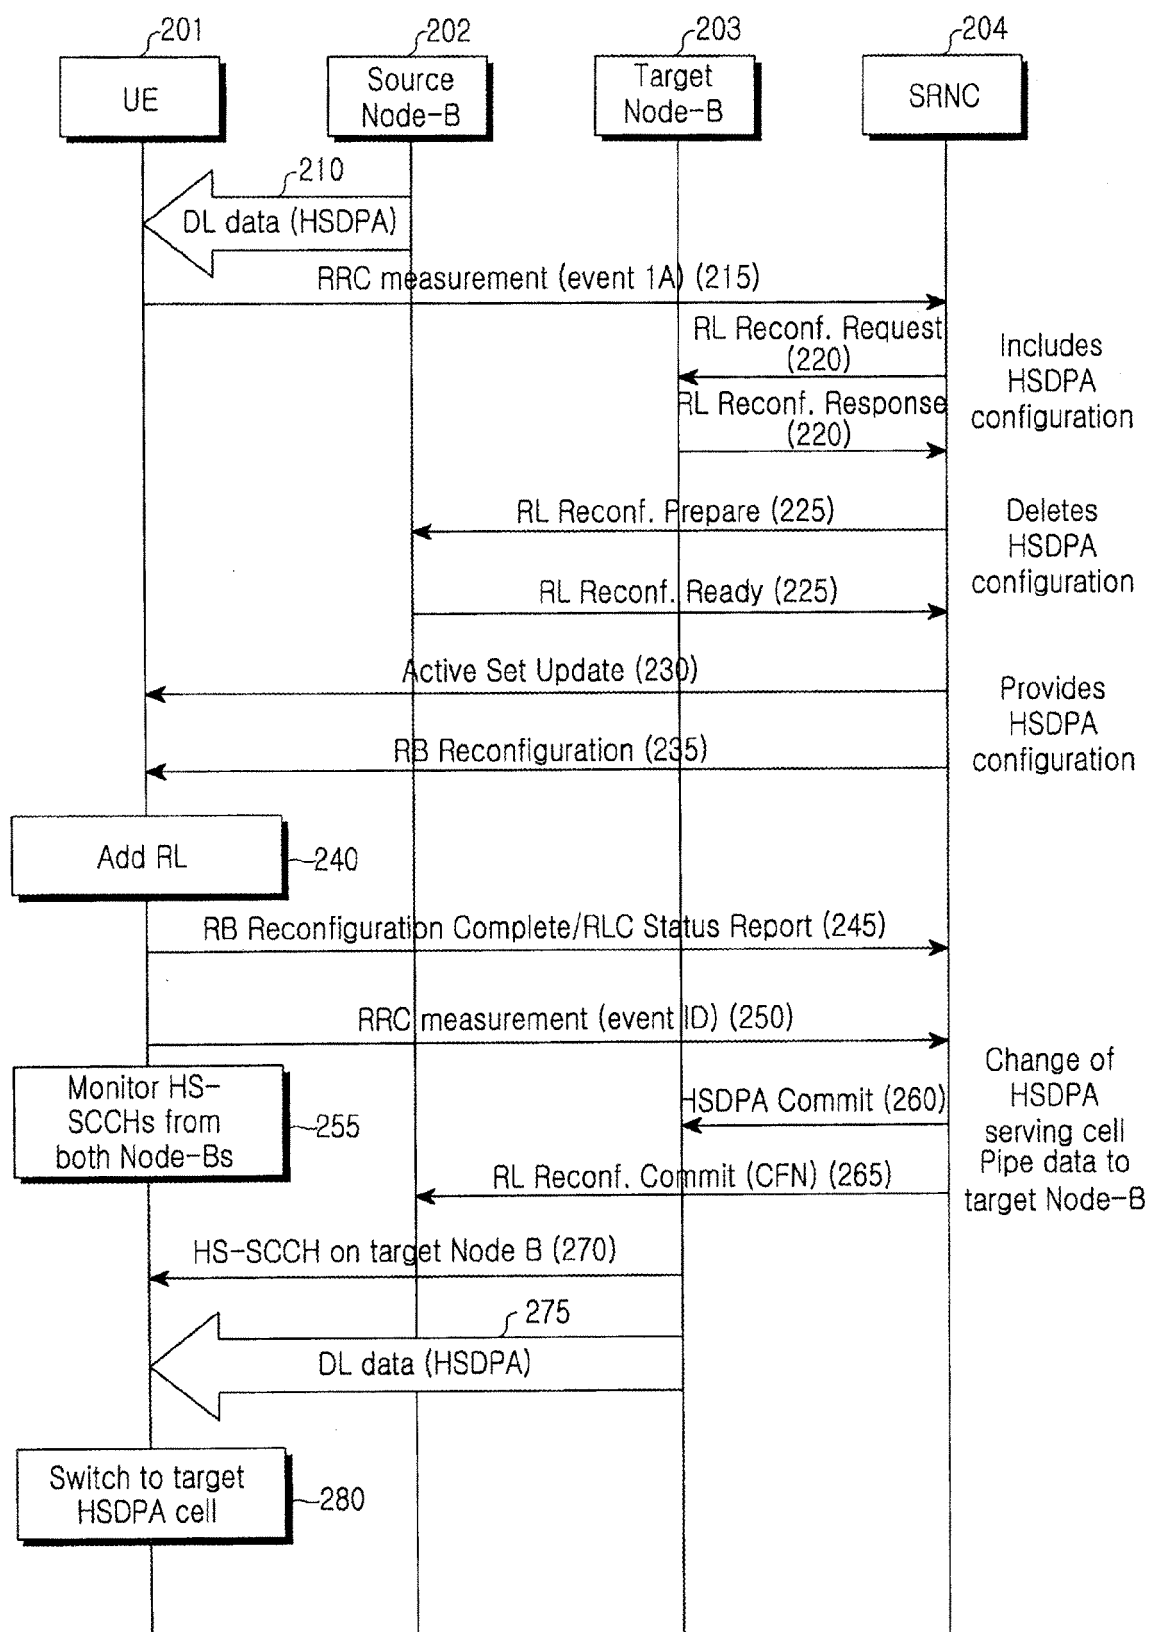 201
202
203
204
UE
Source
Node-B
Target
Node-B
SRNC
210
DL data (HSDPA)
RRC measurement (event 1A) (215)
RL Reconf. Request
(220)
Includes
HSDPA
configuration
RL Reconf. Response
(220)
RL Reconf. Prepare (225)
Deletes
HSDPA
configuration
RL Reconf. Ready (225)
Active Set Update (230)
Provides
HSDPA
configuration
RB Reconfiguration (235)
Add RL
240
RB Reconfiguration Complete/RLC Status Report (245)
RRC measurement (event ID) (250)
Monitor HS-
SCCHs from
both Node-Bs
255
Change of
HSDPA
serving cell
Pipe data to
target Node-B
HSDPA Commit (260)
RL Reconf. Commit (CFN) (265)
HS-SCCH on target Node B (270)
275
DL data (HSDPA)
Switch to target
HSDPA cell
280